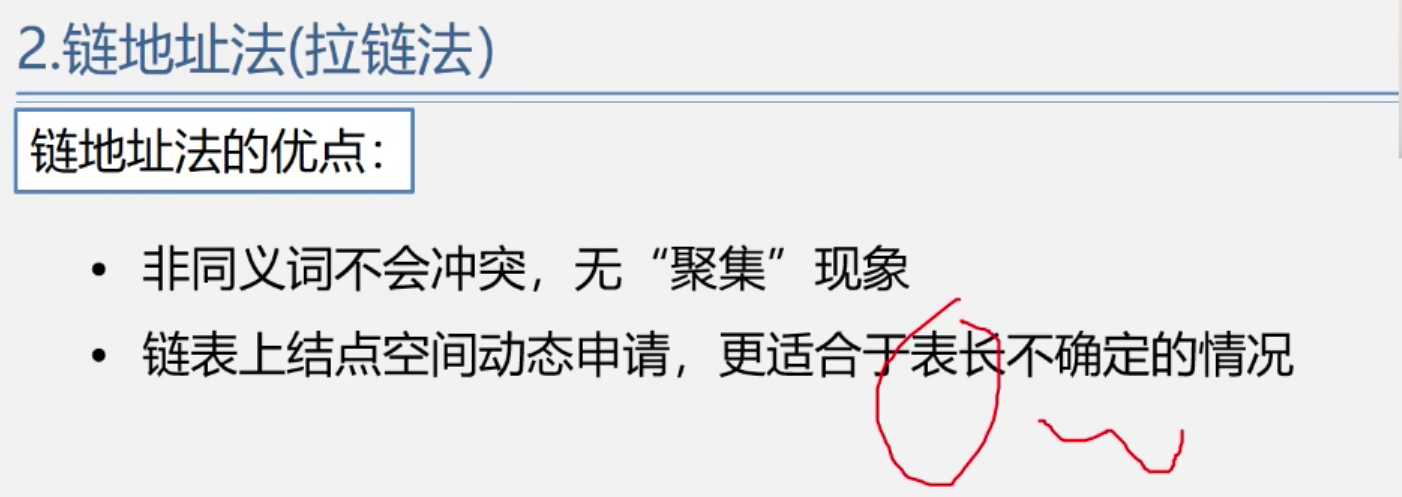 2.链地址法(拉链法）
链地址法的优点：
• 非同义词不会冲突，无“聚集”现象
• 链表上结点空间动态申请，更适合于表长不确定的情况